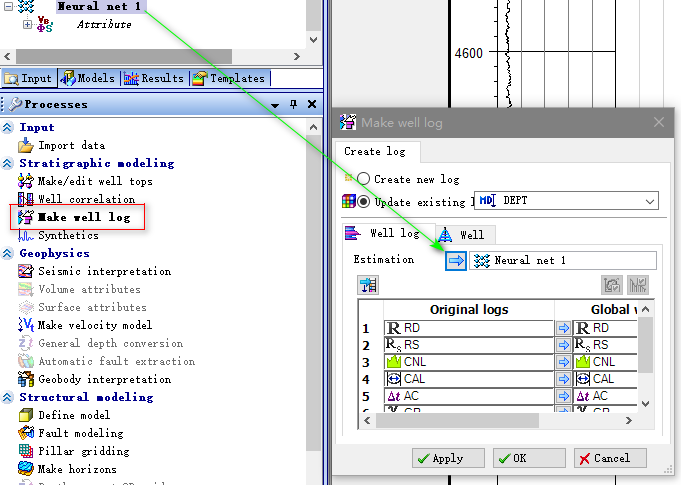 Neural net 1
Attribute
Input
Models
Results
Templates
Processes
Input
Import data
Stratigraphic modeling
Make/edit well tops
Well correlation
Make well log
Synthetics
Geophysics
Seismic interpretation
Volume attributes
Surface attributes
Make velocity model
General depth conversion
Automatic fault extraction
Geobody interpretation
Structural modeling
Define model
Fault modeling
Pillar gridding
Make horizons
4600
Make well log
Create log
Create new log
Update existing l
MD DEPT
Well log
Well
Estimation
Neural net 1
Original logs
Global
1 RD RD
2 RS RS
3 CNL CNL
4 CAL CAL
5 Δt AC Δt AC
Apply
OK
Cancel